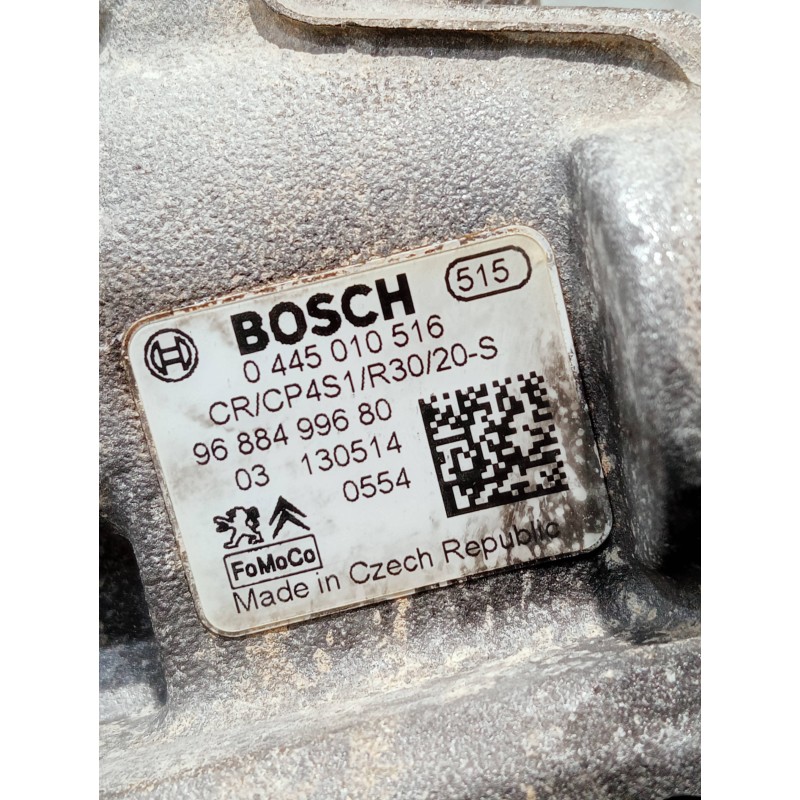 BOSCH 515
0 445 010 516
CR/CP4S1/R30/20-S
96 884 996 80
03 130514
0554
FoMoCo
Made in Czech Republic